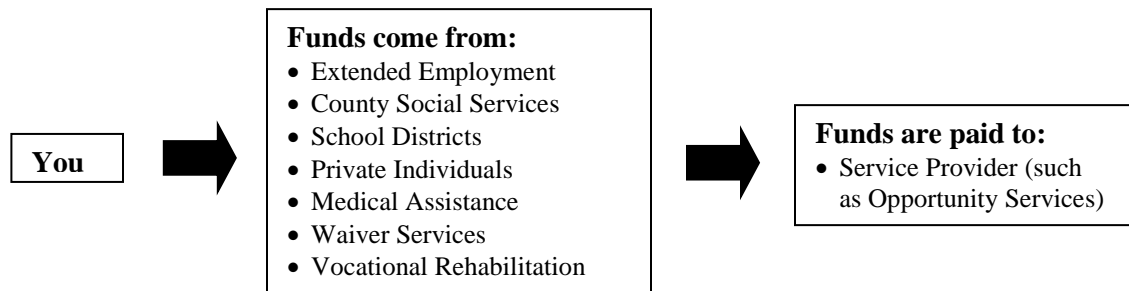 You
Funds come from:
• Extended Employment
• County Social Services
• School Districts
• Private Individuals
• Medical Assistance
• Waiver Services
• Vocational Rehabilitation
Funds are paid to:
• Service Provider (such
as Opportunity Services)